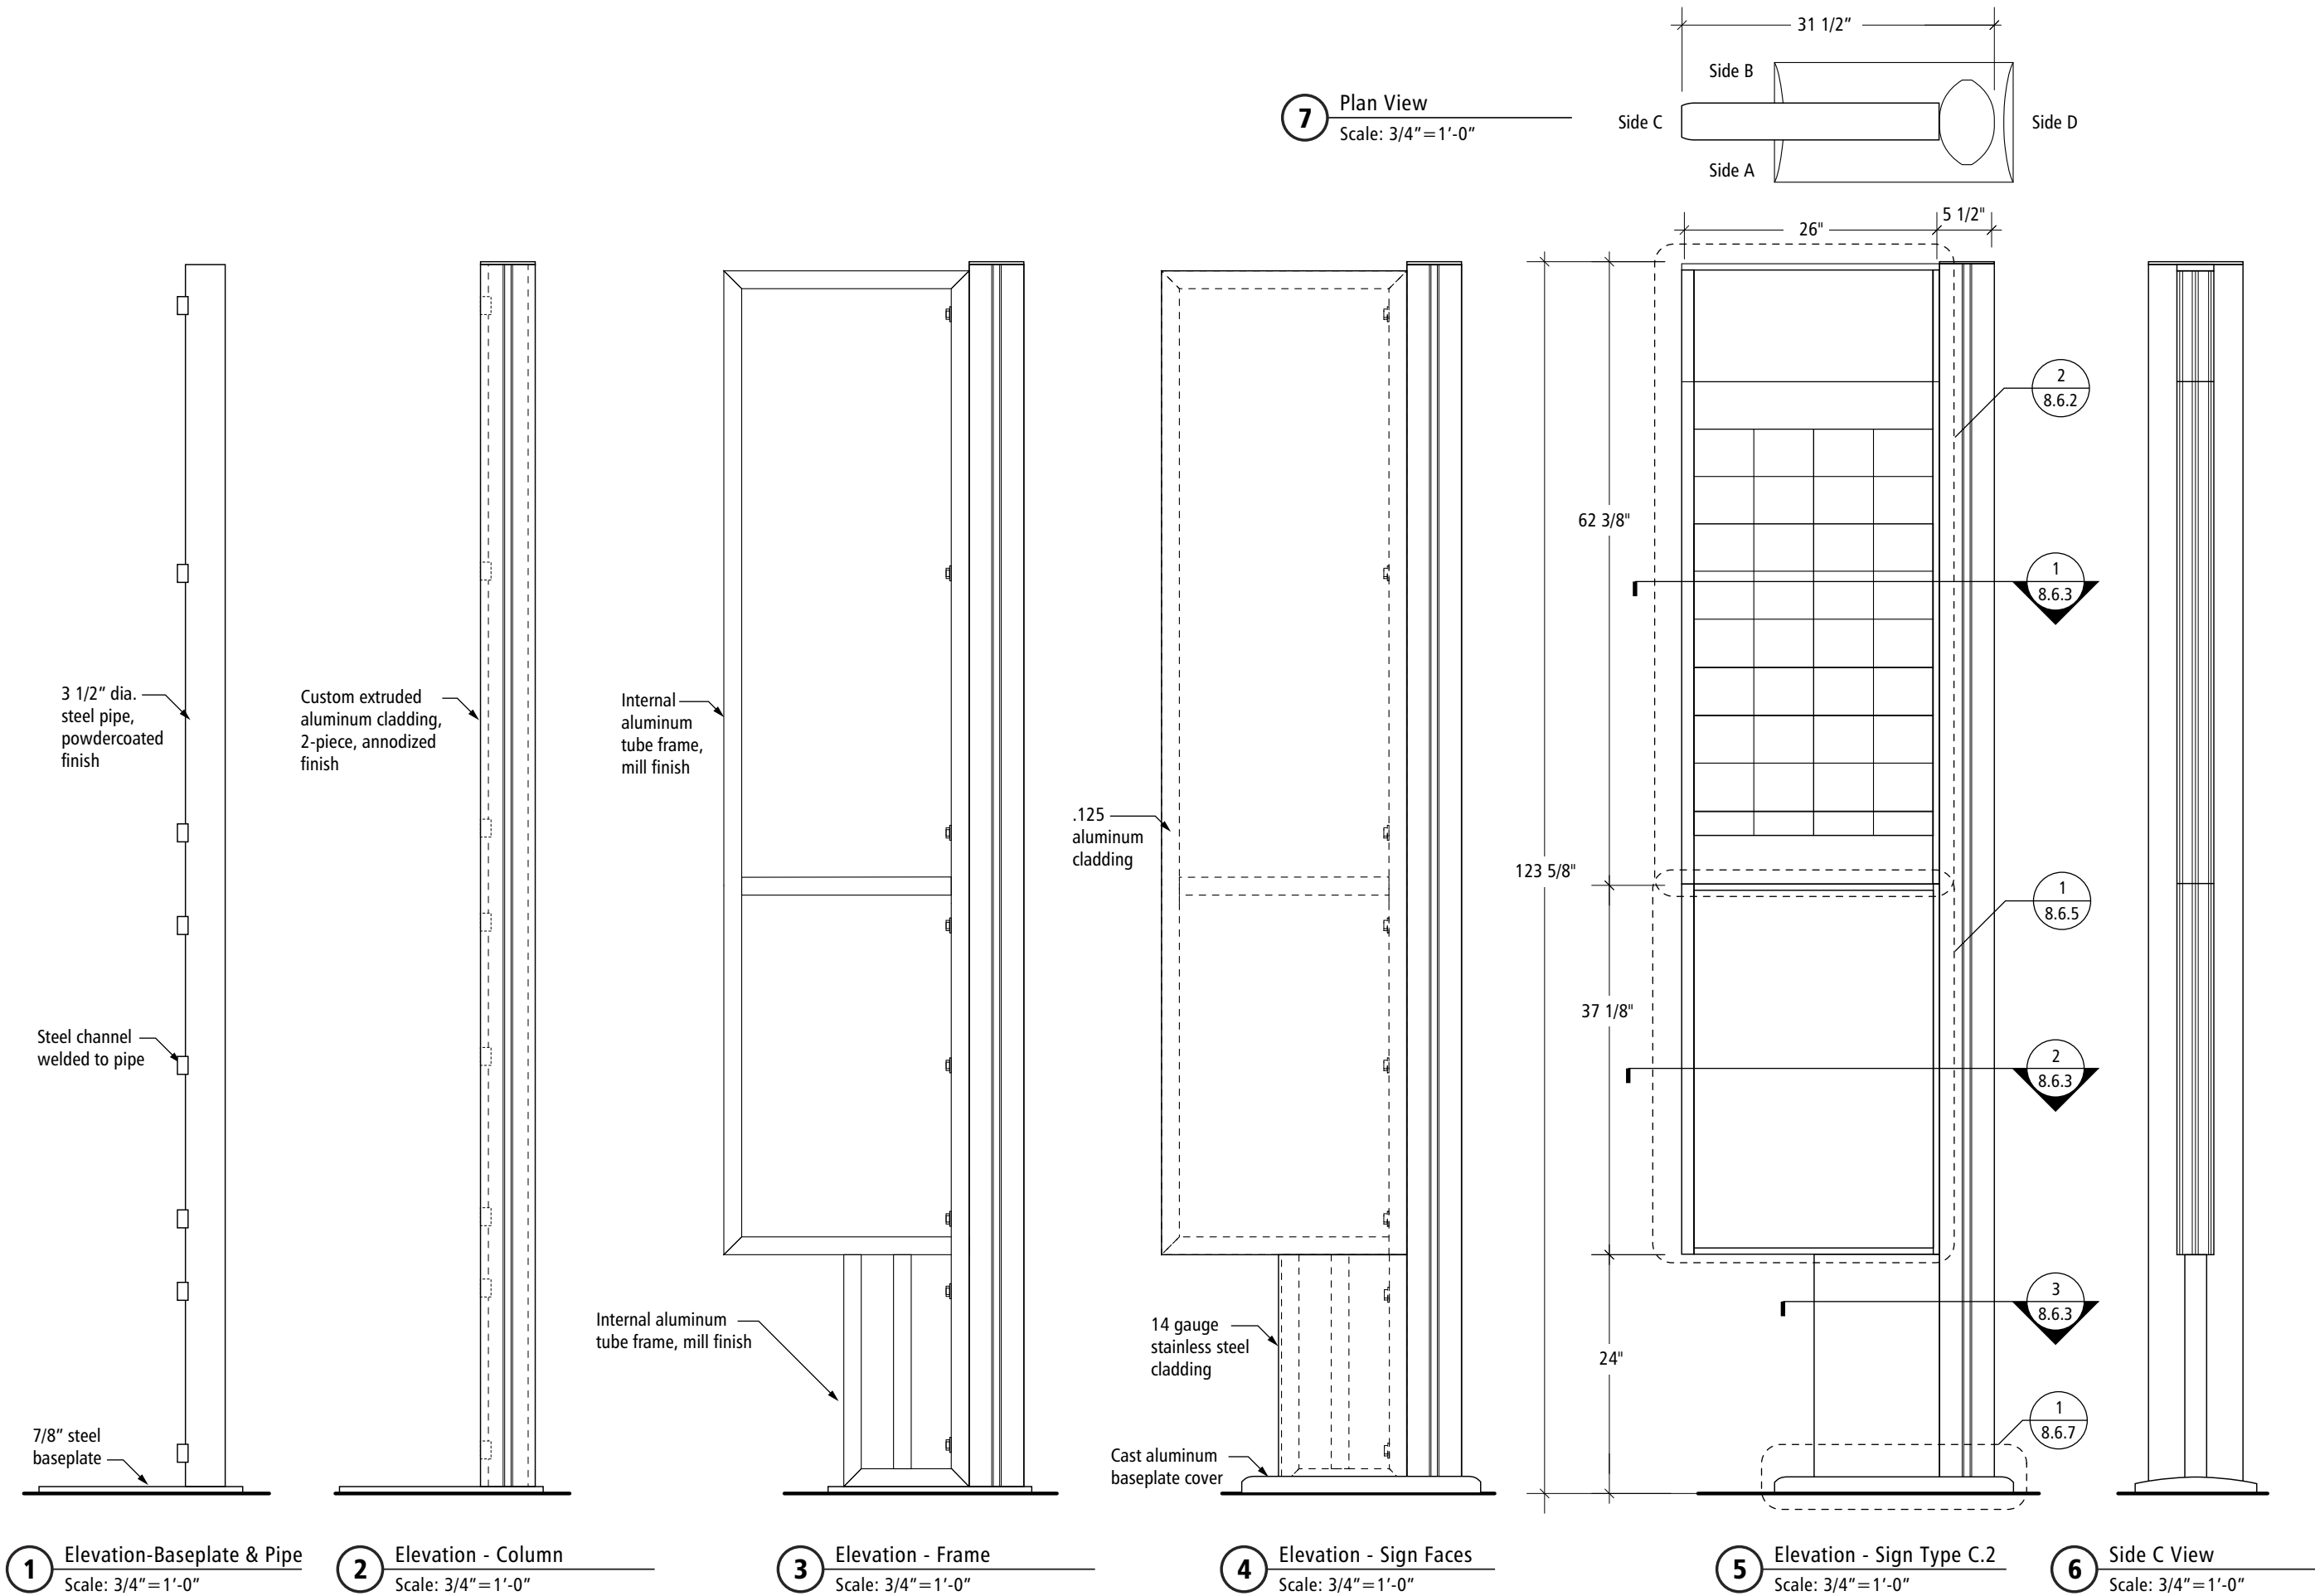 31 1/2”
Side B
7
Plan View
Scale: 3/4”=1’-0”
Side C
Side D
Side A
26"
5 1/2"
2
8.6.2
62 3/8"
1
8.6.3
3 1/2” dia.
steel pipe,
powdercoated
finish
Custom extruded
aluminum cladding,
2-piece, annodized
finish
Internal
aluminum
tube frame,
mill finish
.125
aluminum
cladding
123 5/8"
1
8.6.5
37 1/8"
Steel channel
welded to pipe
2
8.6.3
Internal aluminum
tube frame, mill finish
14 gauge
stainless steel
cladding
24"
3
8.6.3
7/8” steel
baseplate
Cast aluminum
baseplate cover
1
8.6.7
1
Elevation-Baseplate & Pipe
Scale: 3/4”=1’-0”
2
Elevation - Column
Scale: 3/4”=1’-0”
3
Elevation - Frame
Scale: 3/4”=1’-0”
4
Elevation - Sign Faces
Scale: 3/4”=1’-0”
5
Elevation - Sign Type C.2
Scale: 3/4”=1’-0”
6
Side C View
Scale: 3/4”=1’-0”